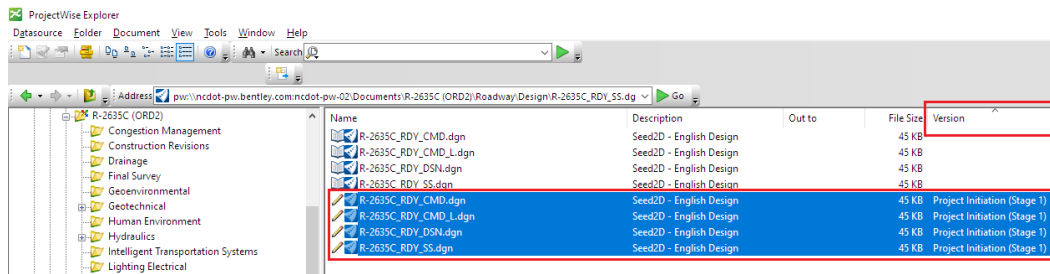 ProjectWise Explorer
Datasource Folder Document View Tools Window Help
Search
Address pw:\\ncdot-pw.bentley.com:ncdot-pw-02\Documents\R-2635C (ORD2)\Roadway\Design\R-2635C_RDY_SS.dg Go
R-2635C (ORD2)
Congestion Management
Construction Revisions
Drainage
Final Survey
Geoenvironmental
Geotechnical
Human Environment
Hydraulics
Intelligent Transportation Systems
Lighting Electrical
Name Description Out to File Size Version
R-2635C_RDY_CMD.dgn Seed2D - English Design 45 KB
R-2635C_RDY_CMD_L.dgn Seed2D - English Design 45 KB
R-2635C_RDY_DSN.dgn Seed2D - English Design 45 KB
R-2635C_RDY_SS.dgn Seed2D - English Design 45 KB
R-2635C_RDY_CMD.dgn Seed2D - English Design 45 KB Project Initiation (Stage 1)
R-2635C_RDY_CMD_L.dgn Seed2D - English Design 45 KB Project Initiation (Stage 1)
R-2635C_RDY_DSN.dgn Seed2D - English Design 45 KB Project Initiation (Stage 1)
R-2635C_RDY_SS.dgn Seed2D - English Design 45 KB Project Initiation (Stage 1)